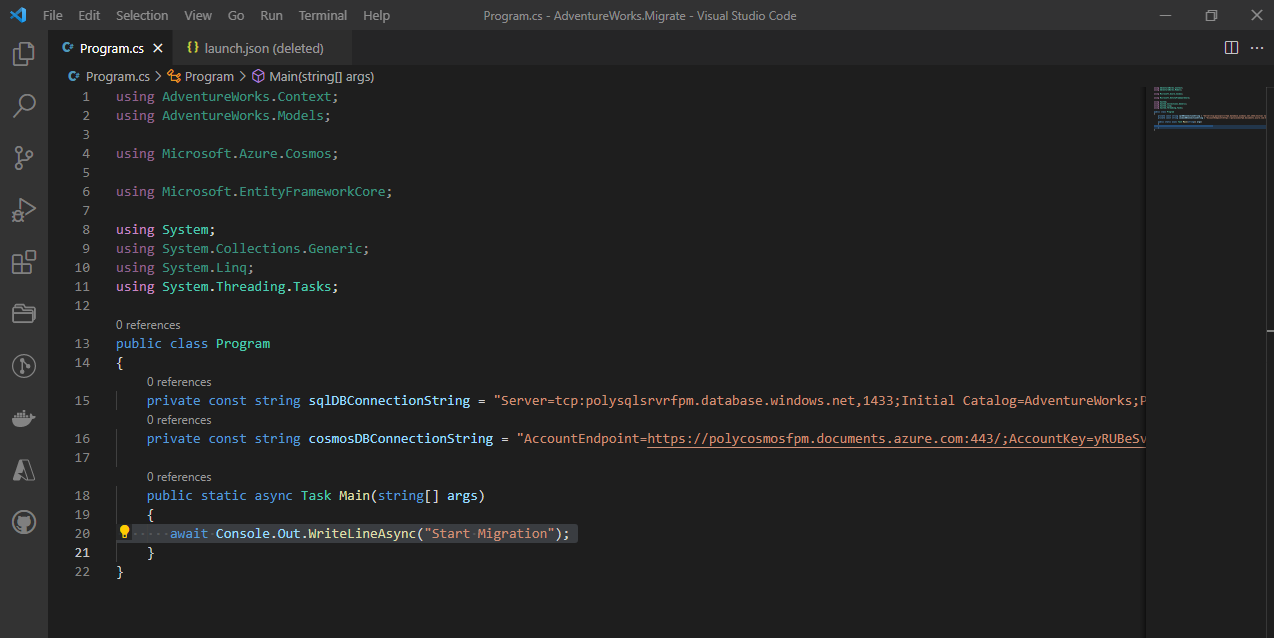 File Edit Selection View Go Run Terminal Help Program.cs - AdventureWorks.Migrate - Visual Studio Code
C# Program.cs {} launch.json (deleted)
C# Program.cs > Program > Main(string[] args)
1 using AdventureWorks.Context;
2 using AdventureWorks.Models;
3
4 using Microsoft.Azure.Cosmos;
5
6 using Microsoft.EntityFrameworkCore;
7
8 using System;
9 using System.Collections.Generic;
10 using System.Linq;
11 using System.Threading.Tasks;
12
0 references
13 public class Program
14 {
0 references
15 private const string sqlDBConnectionString = "Server=tcp:polysqlsrvrfpm.database.windows.net,1433;Initial Catalog=AdventureWorks;P
0 references
16 private const string cosmosDBConnectionString = "AccountEndpoint=https://polycosmosfpm.documents.azure.com:443/;AccountKey=yRUBeSv
17
0 references
18 public static async Task Main(string[] args)
19 {
20 await Console.Out.WriteLineAsync("Start Migration");
21 }
22 }